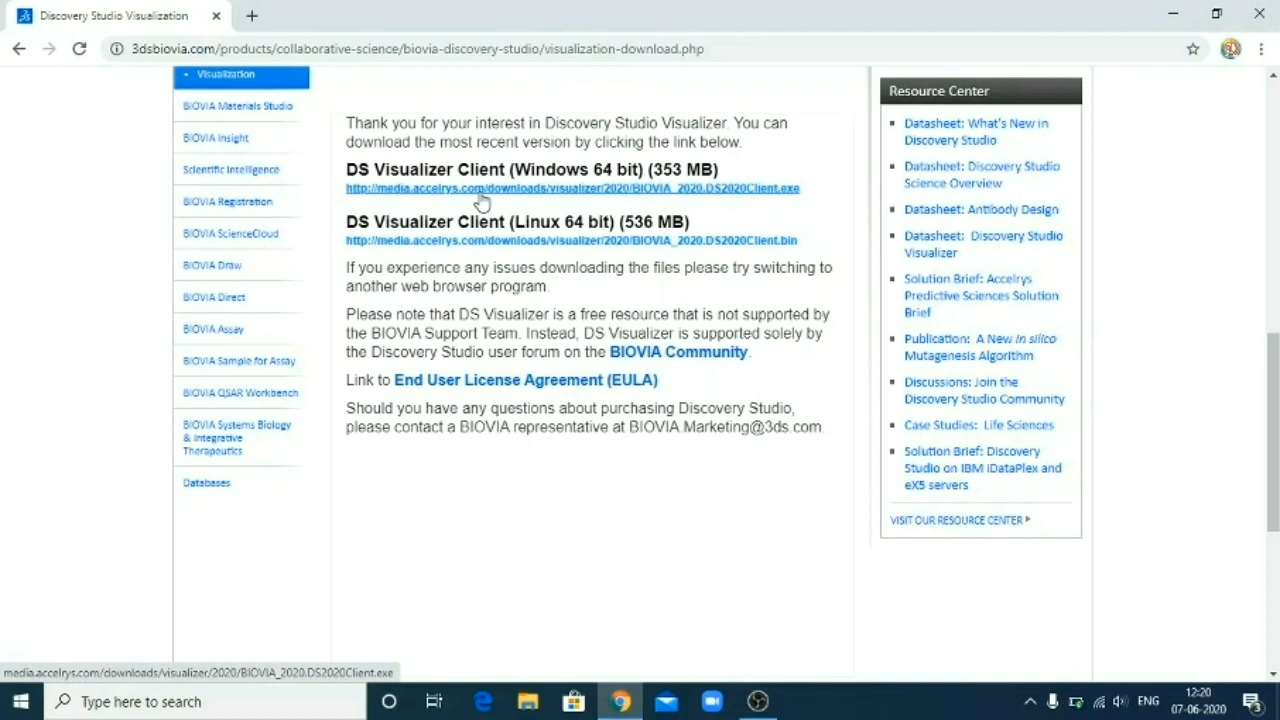 Discovery Studio Visualization
3dsbiovia.com/products/collaborative-science/biovia-discovery-studio/visualization-download.php
- Visualization
BIOVIA Materials Studio
BIOVIA Insight
Scientific Intelligence
BIOVIA Registration
BIOVIA ScienceCloud
BIOVIA Draw
BIOVIA Direct
BIOVIA Assay
BIOVIA Sample for Assay
BIOVIA QSAR Workbench
BIOVIA Systems Biology
& Integrative
Therapeutics
Databases
Thank you for your interest in Discovery Studio Visualizer. You can
download the most recent version by clicking the link below.
DS Visualizer Client (Windows 64 bit) (353 MB)
http://media.accelrys.com/downloads/visualizer/2020/BIOVIA_2020.DS2020Client.exe
DS Visualizer Client (Linux 64 bit) (536 MB)
http://media.accelrys.com/downloads/visualizer/2020/BIOVIA_2020.DS2020Client.bin
If you experience any issues downloading the files please try switching to
another web browser program.
Please note that DS Visualizer is a free resource that is not supported by
the BIOVIA Support Team. Instead, DS Visualizer is supported solely by
the Discovery Studio user forum on the BIOVIA Community.
Link to End User License Agreement (EULA)
Should you have any questions about purchasing Discovery Studio,
please contact a BIOVIA representative at BIOVIA.Marketing@3ds.com.
Resource Center
Datasheet: What's New in
Discovery Studio
Datasheet: Discovery Studio
Science Overview
Datasheet: Antibody Design
Datasheet: Discovery Studio
Visualizer
Solution Brief: Accelrys
Predictive Sciences Solution
Brief
Publication: A New in silico
Mutagenesis Algorithm
Discussions: Join the
Discovery Studio Community
Case Studies: Life Sciences
Solution Brief: Discovery
Studio on IBM iDataPlex and
eX5 servers
VISIT OUR RESOURCE CENTER
media.accelrys.com/downloads/visualizer/2020/BIOVIA_2020.DS2020Client.exe
Type here to search
ENG
12:20
07-06-2020
3